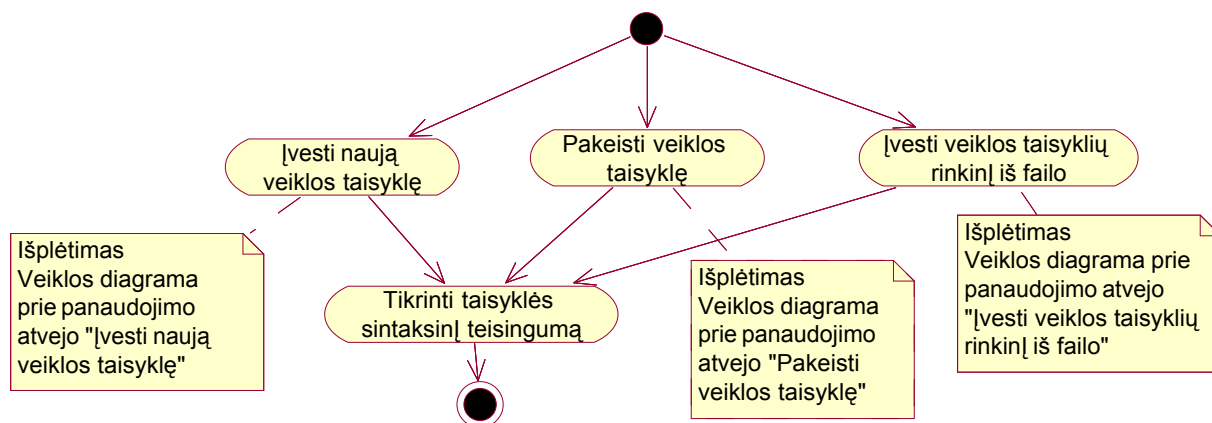 Įvesti naują
veiklos taisyklę
Pakeisti veiklos
taisyklę
Įvesti veiklos taisyklių
rinkinį iš failo
Išplėtimas
Veiklos diagrama
prie panaudojimo
atvejo "Įvesti naują
veiklos taisyklę"
Tikrinti taisyklės
sintaksinį teisingumą
Išplėtimas
Veiklos diagrama
prie panaudojimo
atvejo "Pakeisti
veiklos taisyklę"
Išplėtimas
Veiklos diagrama prie
panaudojimo atvejo
"Įvesti veiklos taisyklių
rinkinį iš failo"